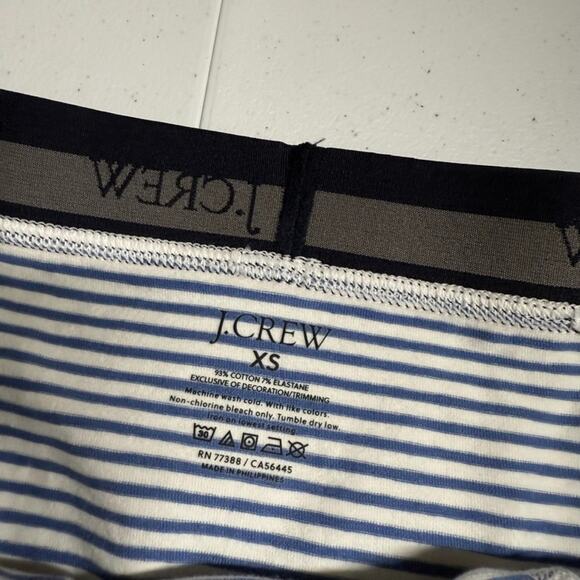 J.CREW
J.CREW
XS
93% COTTON 7% ELASTANE
EXCLUSIVE OF DECORATION/TRIMMING
Machine wash cold. With like colors.
Non-chlorine bleach only. Tumble dry low.
Iron on lowest setting.
30
RN 77388 / CA56445
MADE IN PHILIPPINES